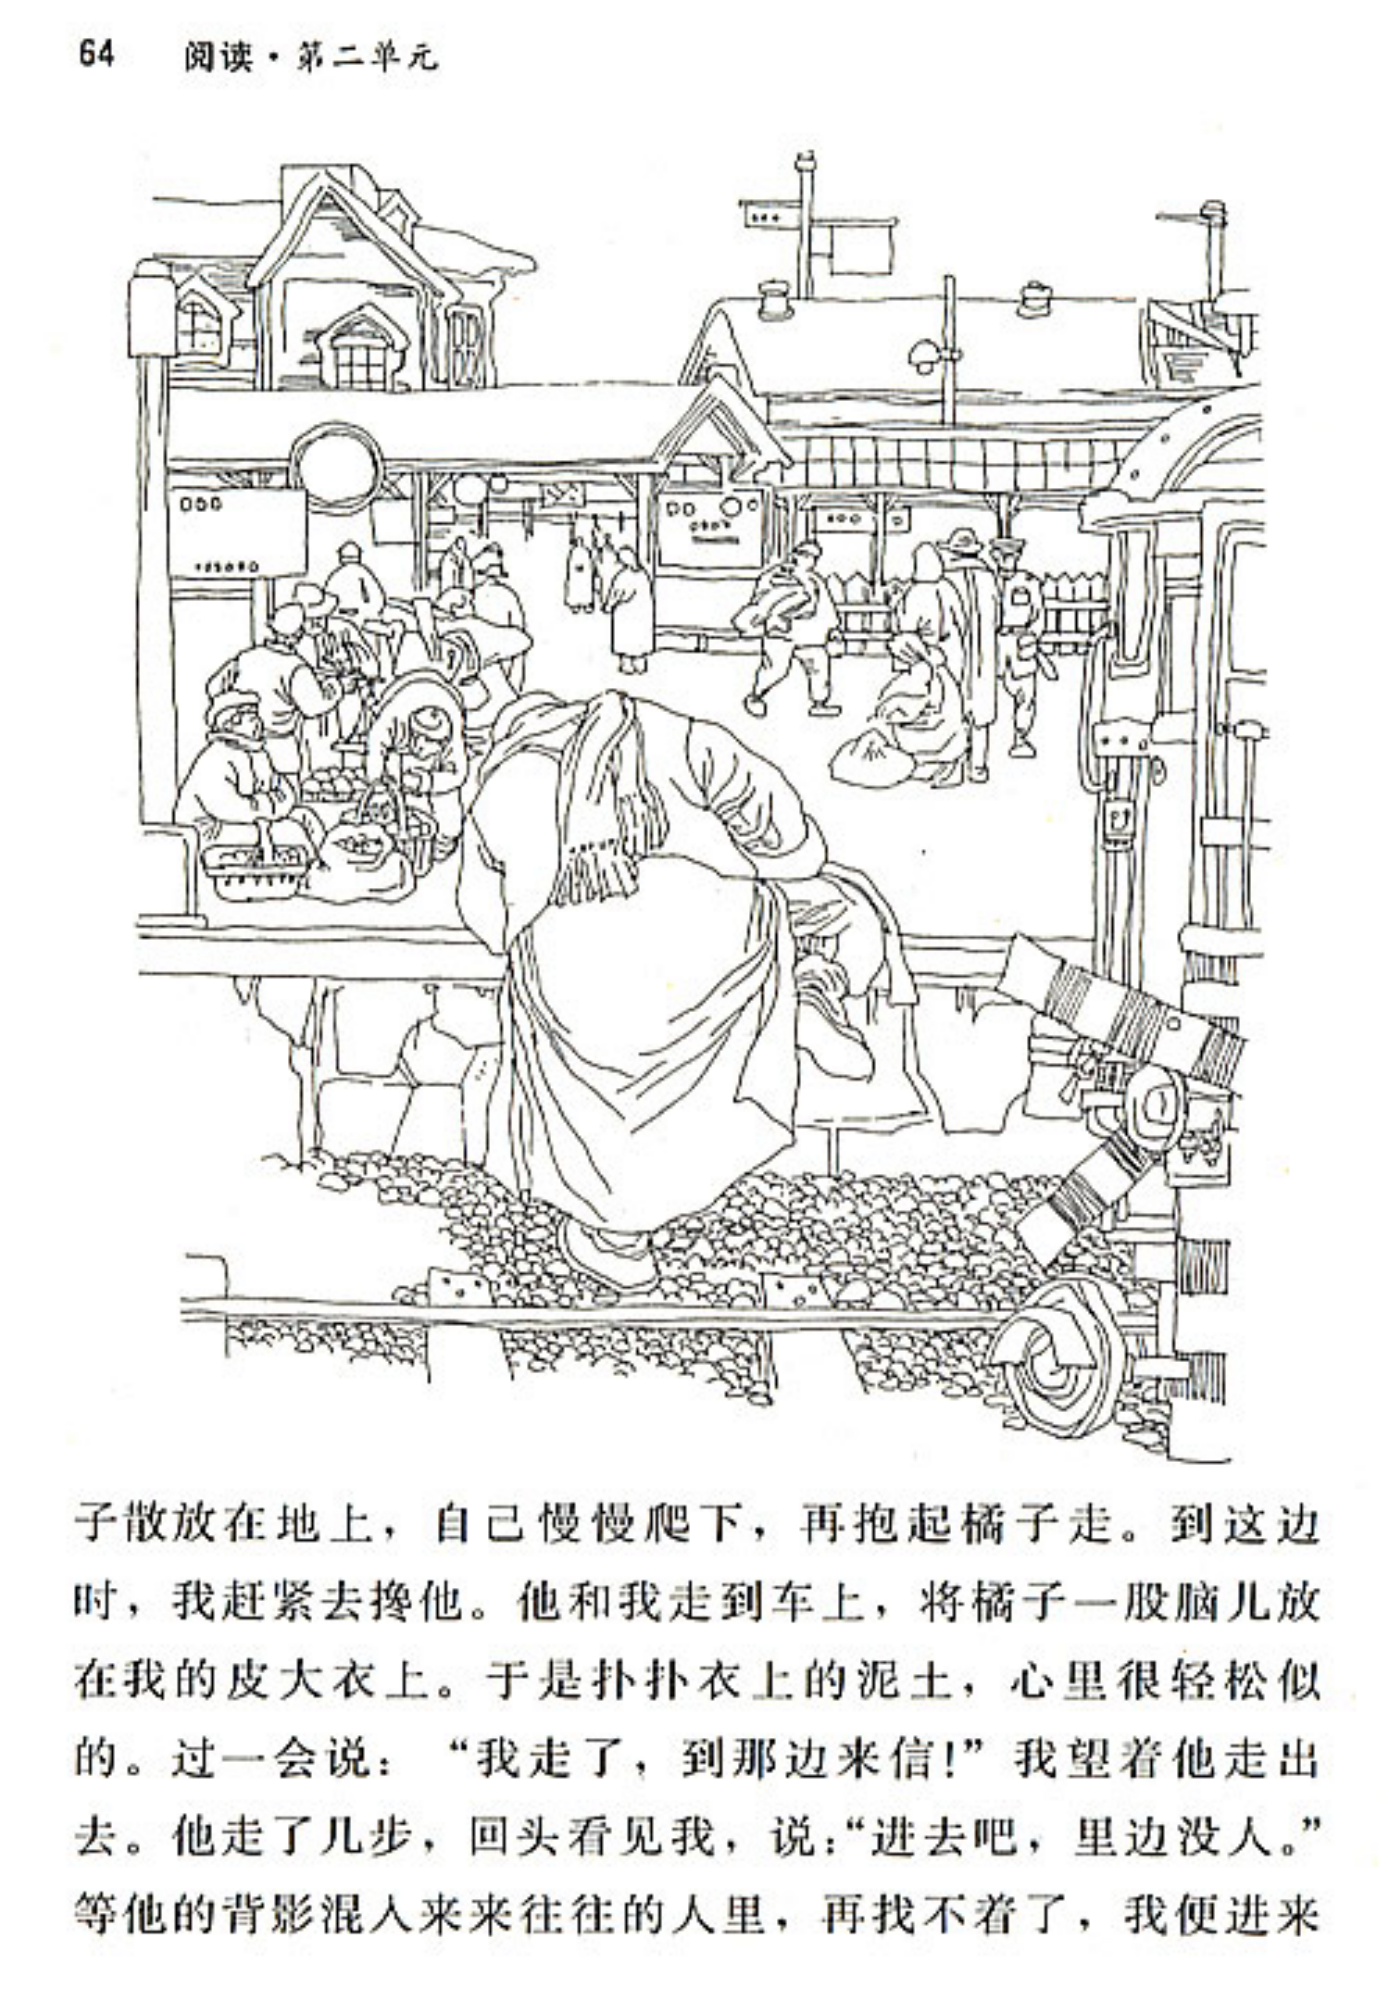 64 阅读·第二单元
子散放在地上，自己慢慢爬下，再抱起橘子走。到这边
时，我赶紧去搀他。他和我走到车上，将橘子一股脑儿放
在我的皮大衣上。于是扑扑衣上的泥土，心里很轻松似
的。过一会说：“我走了，到那边来信！”我望着他走出
去。他走了几步，回头看见我，说：“进去吧，里边没人。”
等他的背影混入来来往往的人里，再找不着了，我便进来